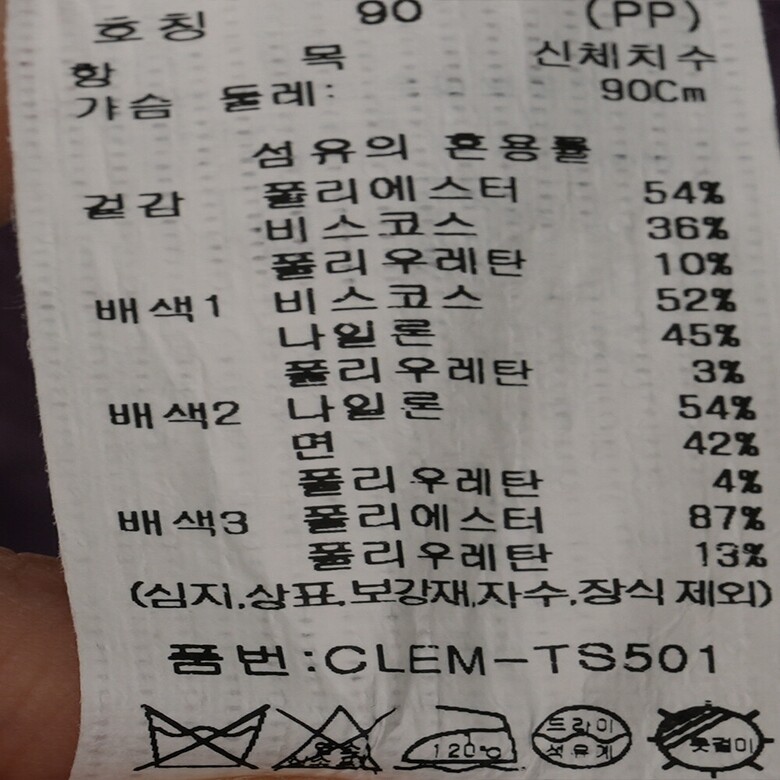 호칭 90 (PP)
항 목 신체치수
가슴 둘레: 90Cm
섬유의 혼용률
겉감 폴리에스터 54%
비스코스 36%
폴리우레탄 10%
배색1 비스코스 52%
나일론 45%
폴리우레탄 3%
배색2 나일론 54%
면 42%
폴리우레탄 4%
배색3 폴리에스터 87%
폴리우레탄 13%
(심지,상표,보강재,자수,장식 제외)
품번:CLEM-TS501
120℃ 드라이 옷걸이
석유계